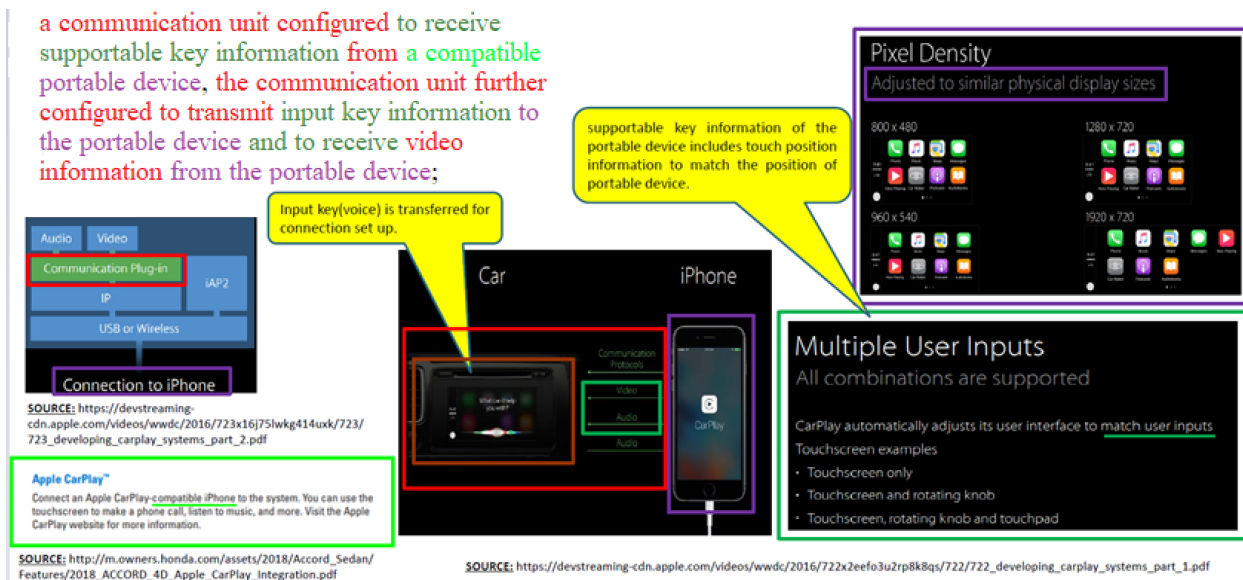 a communication unit configured to receive
supportable key information from a compatible
portable device, the communication unit further
configured to transmit input key information to
the portable device and to receive video
information from the portable device;
Input key(voice) is transferred for
connection set up.
supportable key information of the
portable device includes touch position
information to match the position of
portable device.
Pixel Density
Adjusted to similar physical display sizes
800 x 480
1280 x 720
960 x 540
1920 x 720
Audio Video
Communication Plug-in
iAP2
IP
USB or Wireless
Connection to iPhone
SOURCE: https://devstreaming-
cdn.apple.com/videos/wwdc/2016/723x16j75lwkg414uxk/723/
723_developing_carplay_systems_part_2.pdf
Apple CarPlay™
Connect an Apple CarPlay-compatible iPhone to the system. You can use the
touchscreen to make a phone call, listen to music, and more. Visit the Apple
CarPlay website for more information.
SOURCE: http://m.owners.honda.com/assets/2018/Accord_Sedan/
Features/2018_ACCORD_4D_Apple_CarPlay_Integration.pdf
Car
iPhone
Communication
Protocols
Video
Audio
Audio
What can I help
you with?
CarPlay
Multiple User Inputs
All combinations are supported
CarPlay automatically adjusts its user interface to match user inputs
Touchscreen examples
• Touchscreen only
• Touchscreen and rotating knob
• Touchscreen, rotating knob and touchpad
SOURCE: https://devstreaming-cdn.apple.com/videos/wwdc/2016/722x2eefo3u2rp8k8qs/722/722_developing_carplay_systems_part_1.pdf